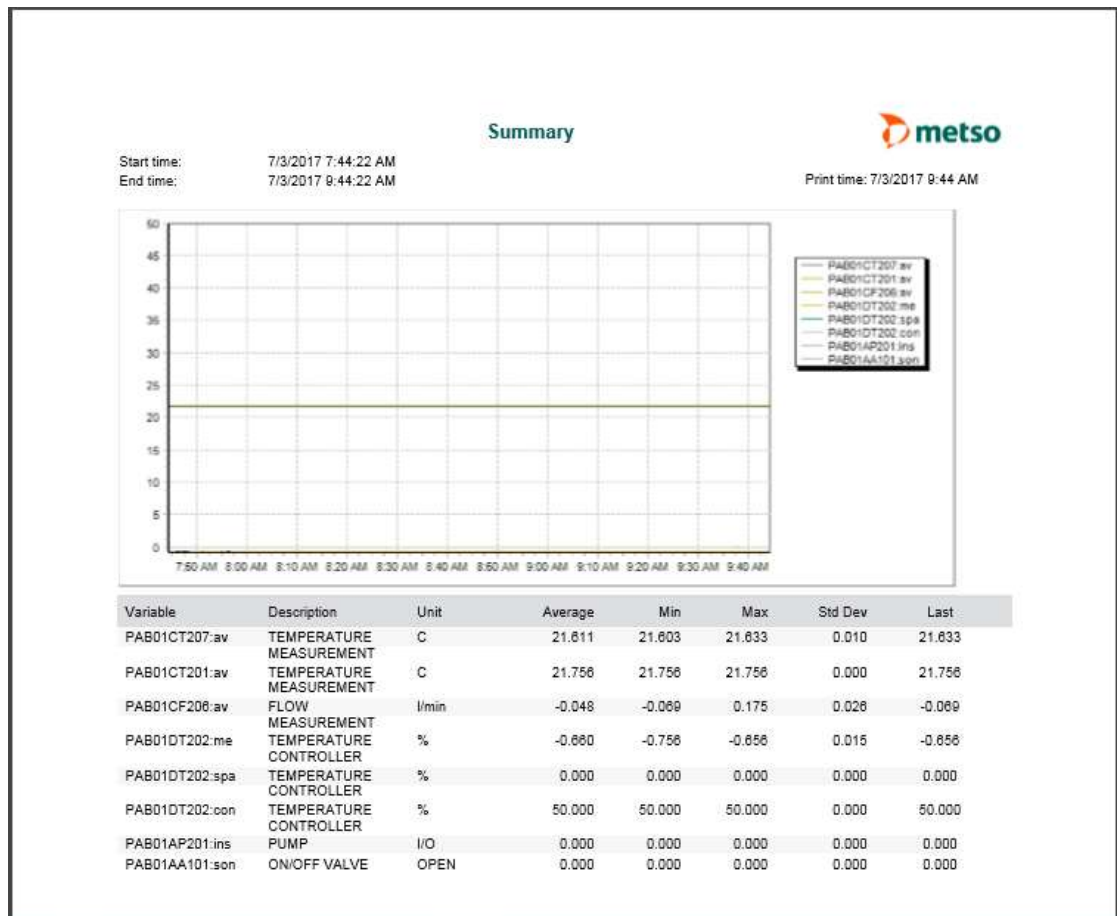 Summary
metso
Start time: 7/3/2017 7:44:22 AM
End time: 7/3/2017 9:44:22 AM
Print time: 7/3/2017 9:44 AM
50
45
40
35
30
25
20
15
10
5
0
7:50 AM 8:00 AM 8:10 AM 8:20 AM 8:30 AM 8:40 AM 8:50 AM 9:00 AM 9:10 AM 9:20 AM 9:30 AM 9:40 AM
PAB01CT207:av
PAB01CT201:av
PAB01CF206:av
PAB01DT202:me
PAB01DT202:spa
PAB01DT202:con
PAB01AP201:ins
PAB01AA101:son
Variable Description Unit Average Min Max Std Dev Last
PAB01CT207:av TEMPERATURE C 21.611 21.603 21.633 0.010 21.633
MEASUREMENT
PAB01CT201:av TEMPERATURE C 21.756 21.756 21.756 0.000 21.756
MEASUREMENT
PAB01CF206:av FLOW l/min -0.048 -0.069 0.175 0.026 -0.069
MEASUREMENT
PAB01DT202:me TEMPERATURE % -0.660 -0.756 -0.656 0.015 -0.656
CONTROLLER
PAB01DT202:spa TEMPERATURE % 0.000 0.000 0.000 0.000 0.000
CONTROLLER
PAB01DT202:con TEMPERATURE % 50.000 50.000 50.000 0.000 50.000
CONTROLLER
PAB01AP201:ins PUMP I/O 0.000 0.000 0.000 0.000 0.000
PAB01AA101:son ON/OFF VALVE OPEN 0.000 0.000 0.000 0.000 0.000